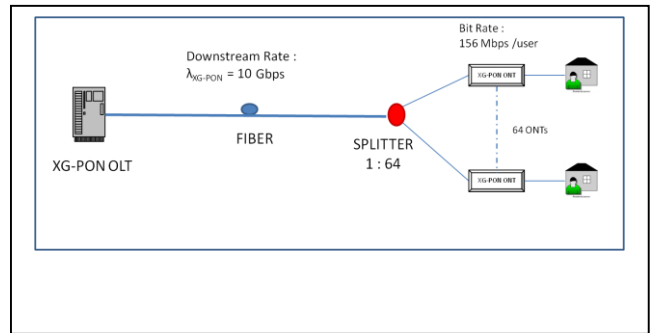 Bit Rate :
156 Mbps /user
Downstream Rate :
λXG-PON = 10 Gbps
XG-PON ONT
FIBER
SPLITTER
1 : 64
64 ONTs
XG-PON OLT
XG-PON ONT